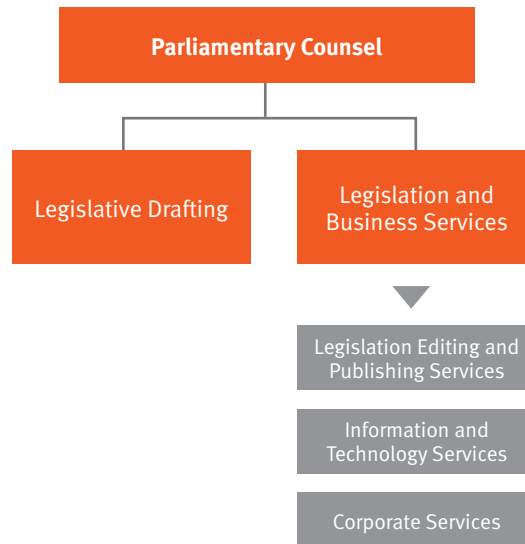 Parliamentary Counsel
Legislative Drafting
Legislation and
Business Services
Legislation Editing and
Publishing Services
Information and
Technology Services
Corporate Services